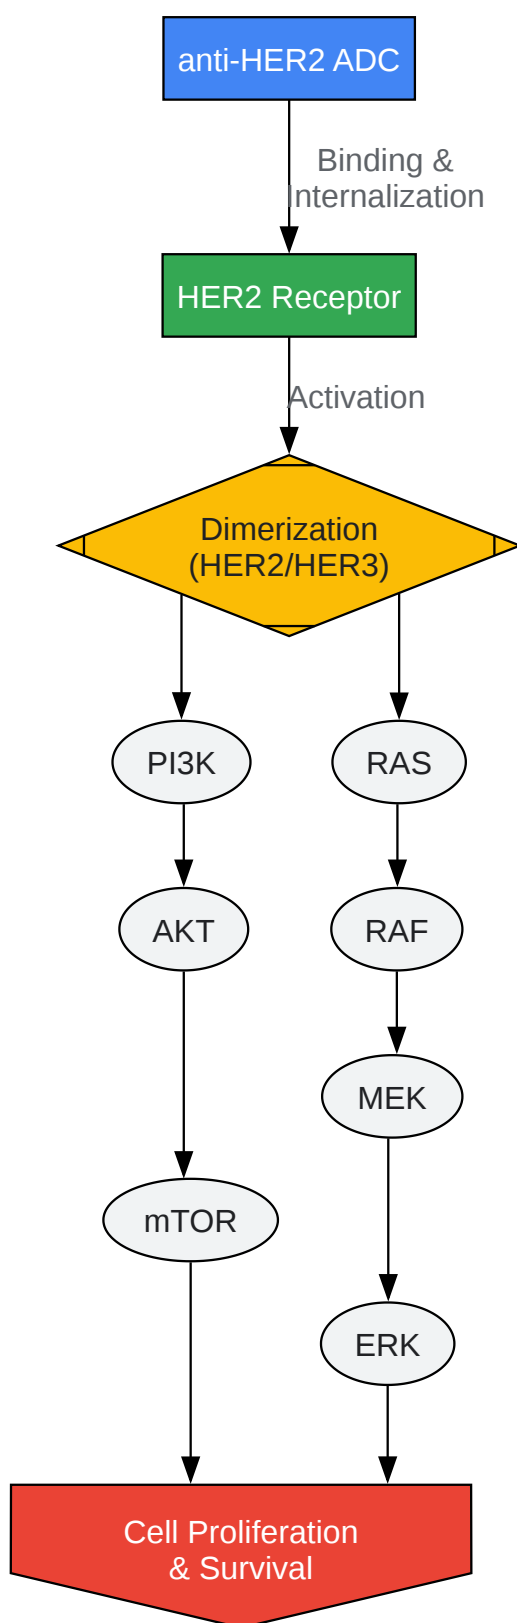 anti-HER2 ADC
Binding &
Internalization
HER2 Receptor
Activation
Dimerization
(HER2/HER3)
PI3K
RAS
AKT
RAF
MEK
mTOR
ERK
Cell Proliferation
& Survival